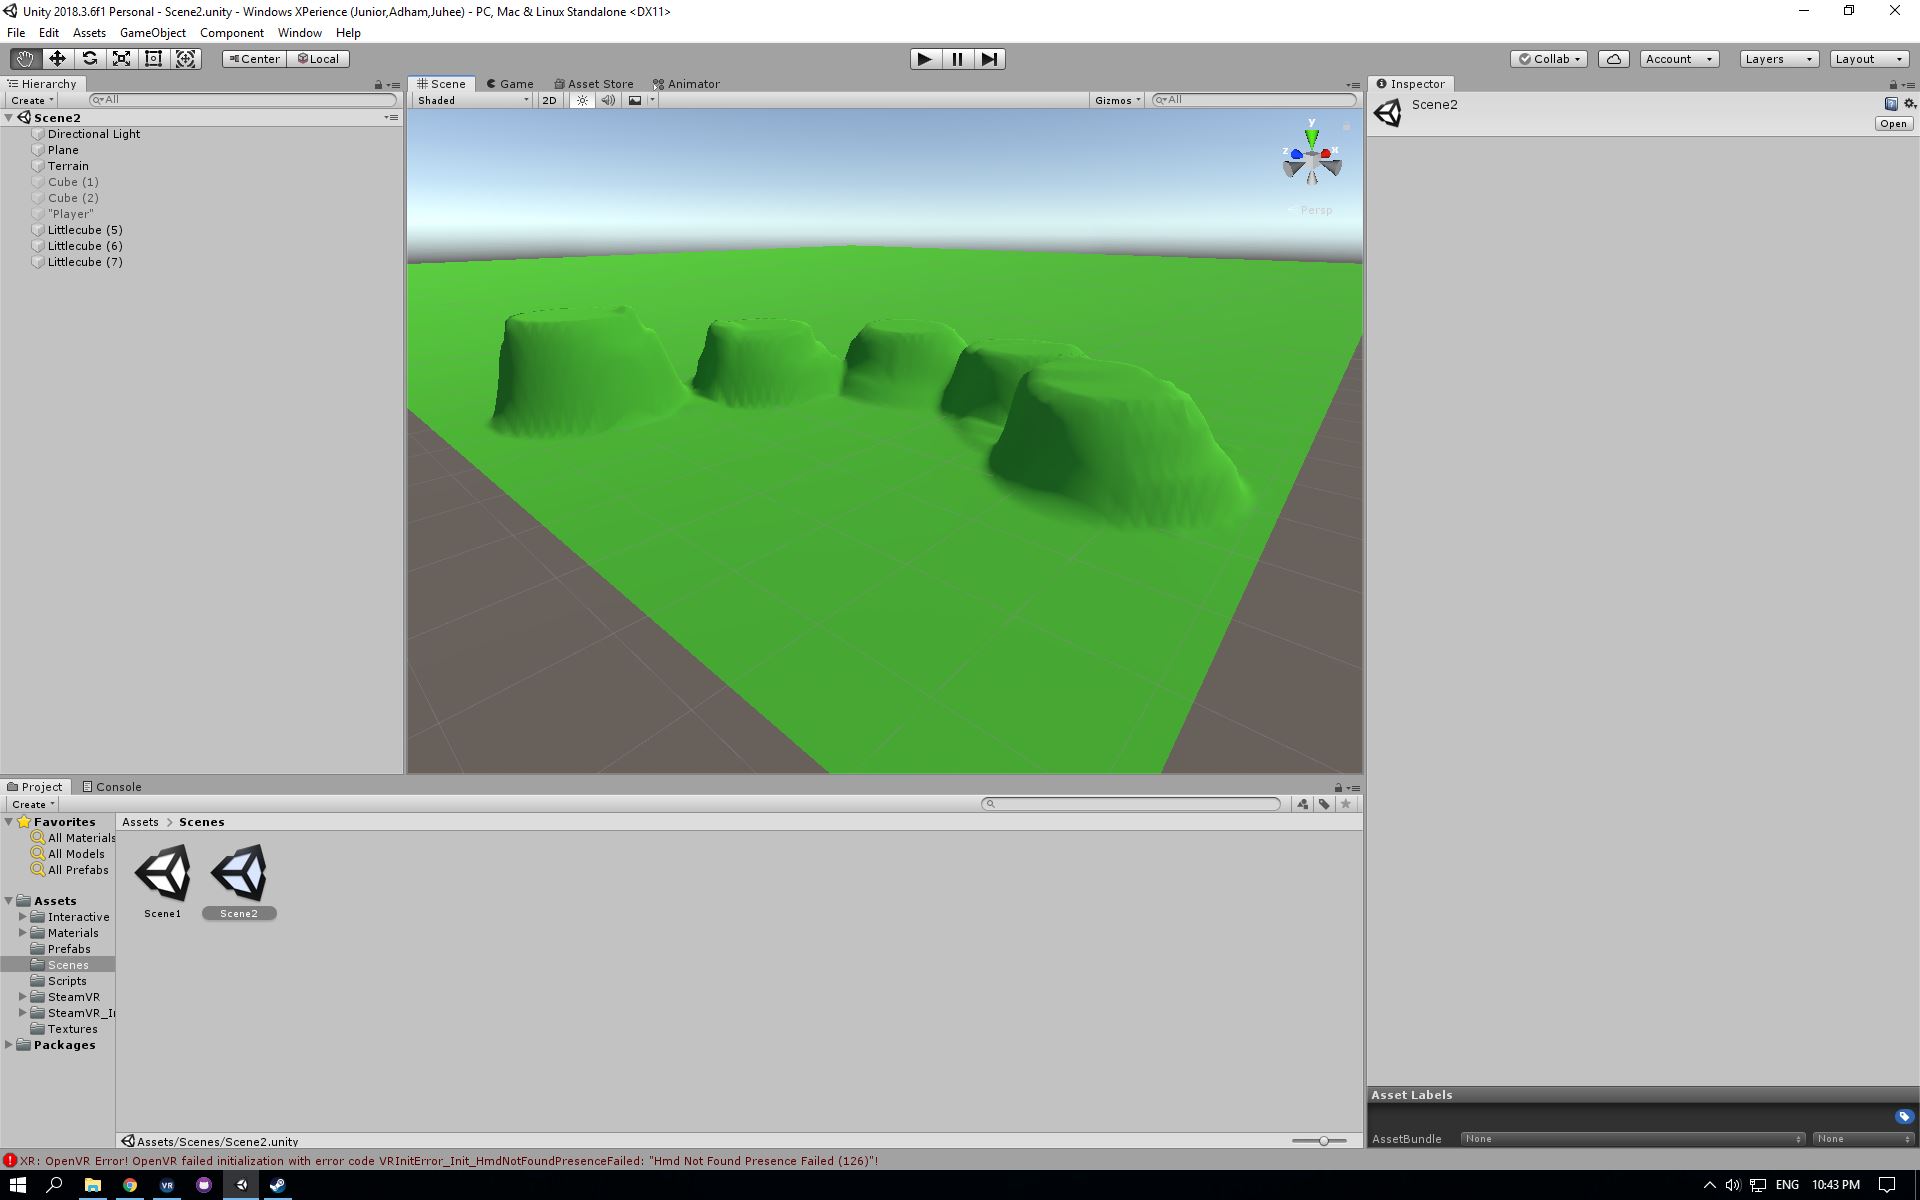 Unity 2018.3.6f1 Personal - Scene2.unity - Windows XPerience (Junior,Adham,Juhee) - PC, Mac & Linux Standalone <DX11>
File Edit Assets GameObject Component Window Help
Center Local Collab Account Layers Layout
Hierarchy
Create All
Scene2
Directional Light
Plane
Terrain
Cube (1)
Cube (2)
"Player"
Littlecube (5)
Littlecube (6)
Littlecube (7)
Scene Game Asset Store Animator
Shaded 2D Gizmos All
y
z x
Persp
Inspector
Scene2
Open
Project Console
Create
Favorites
All Materials
All Models
All Prefabs
Assets
Interactive
Materials
Prefabs
Scenes
Scripts
SteamVR
SteamVR_I
Textures
Packages
Assets > Scenes
Scene1 Scene2
Assets/Scenes/Scene2.unity
Asset Labels
AssetBundle None None
XR: OpenVR Error! OpenVR failed initialization with error code VRInitError_Init_HmdNotFoundPresenceFailed: "Hmd Not Found Presence Failed (126)"!
VR ENG 10:43 PM